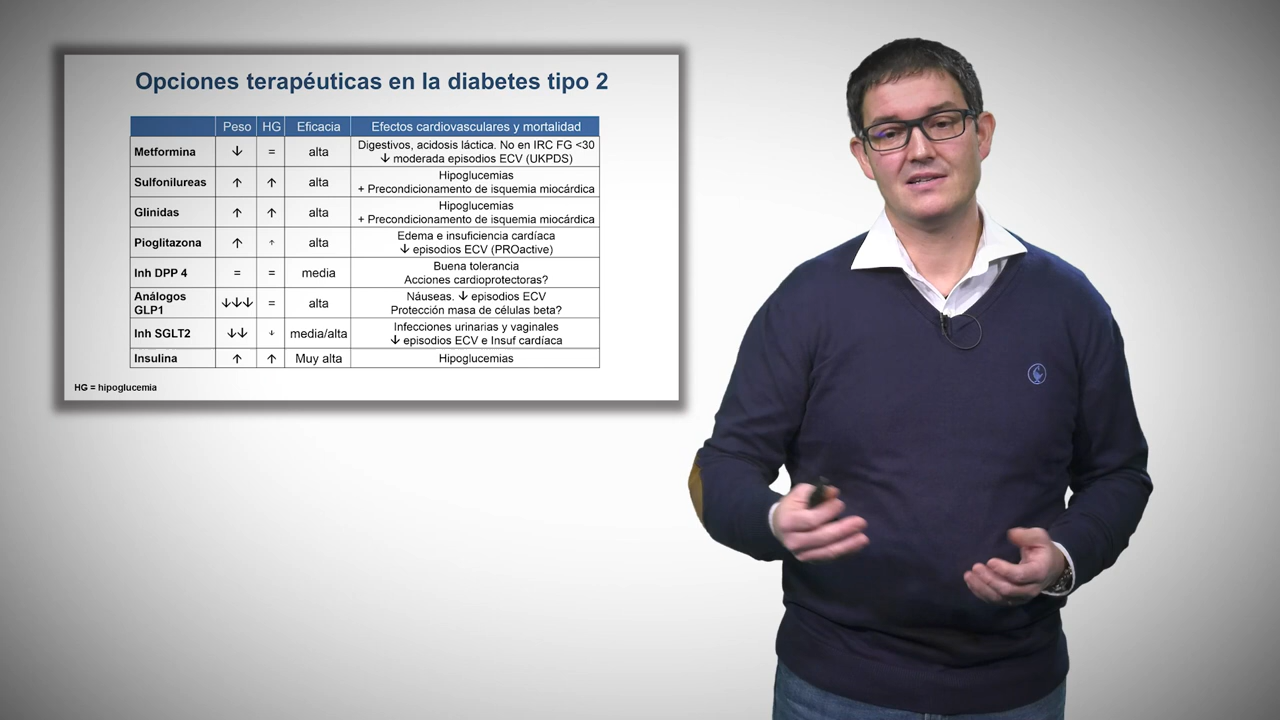 Opciones terapéuticas en la diabetes tipo 2
Peso HG Eficacia Efectos cardiovasculares y mortalidad
Metformina ↓ = alta Digestivos, acidosis láctica. No en IRC FG <30
↓ moderada episodios ECV (UKPDS)
Sulfonilureas ↑ ↑ alta Hipoglucemias
+ Precondicionamento de isquemia miocárdica
Glinidas ↑ ↑ alta Hipoglucemias
+ Precondicionamento de isquemia miocárdica
Pioglitazona ↑ ↑ alta Edema e insuficiencia cardíaca
↓ episodios ECV (PROactive)
Inh DPP 4 = = media Buena tolerancia
Acciones cardioprotectoras?
Análogos GLP1 ↓↓↓ = alta Náuseas. ↓ episodios ECV
Protección masa de células beta?
Inh SGLT2 ↓↓ ↓ media/alta Infecciones urinarias y vaginales
↓ episodios ECV e Insuf cardíaca
Insulina ↑ ↑ Muy alta Hipoglucemias
HG = hipoglucemia